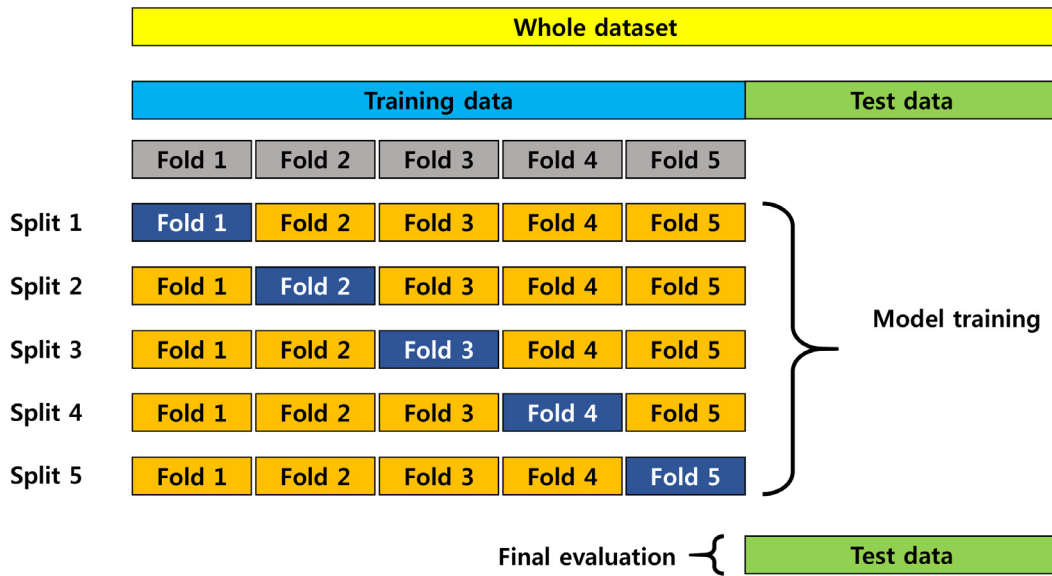 Whole dataset
Training data Test data
Fold 1 Fold 2 Fold 3 Fold 4 Fold 5
Split 1 Fold 1 Fold 2 Fold 3 Fold 4 Fold 5
Split 2 Fold 1 Fold 2 Fold 3 Fold 4 Fold 5
Model training
Split 3 Fold 1 Fold 2 Fold 3 Fold 4 Fold 5
Split 4 Fold 1 Fold 2 Fold 3 Fold 4 Fold 5
Split 5 Fold 1 Fold 2 Fold 3 Fold 4 Fold 5
Final evaluation Test data